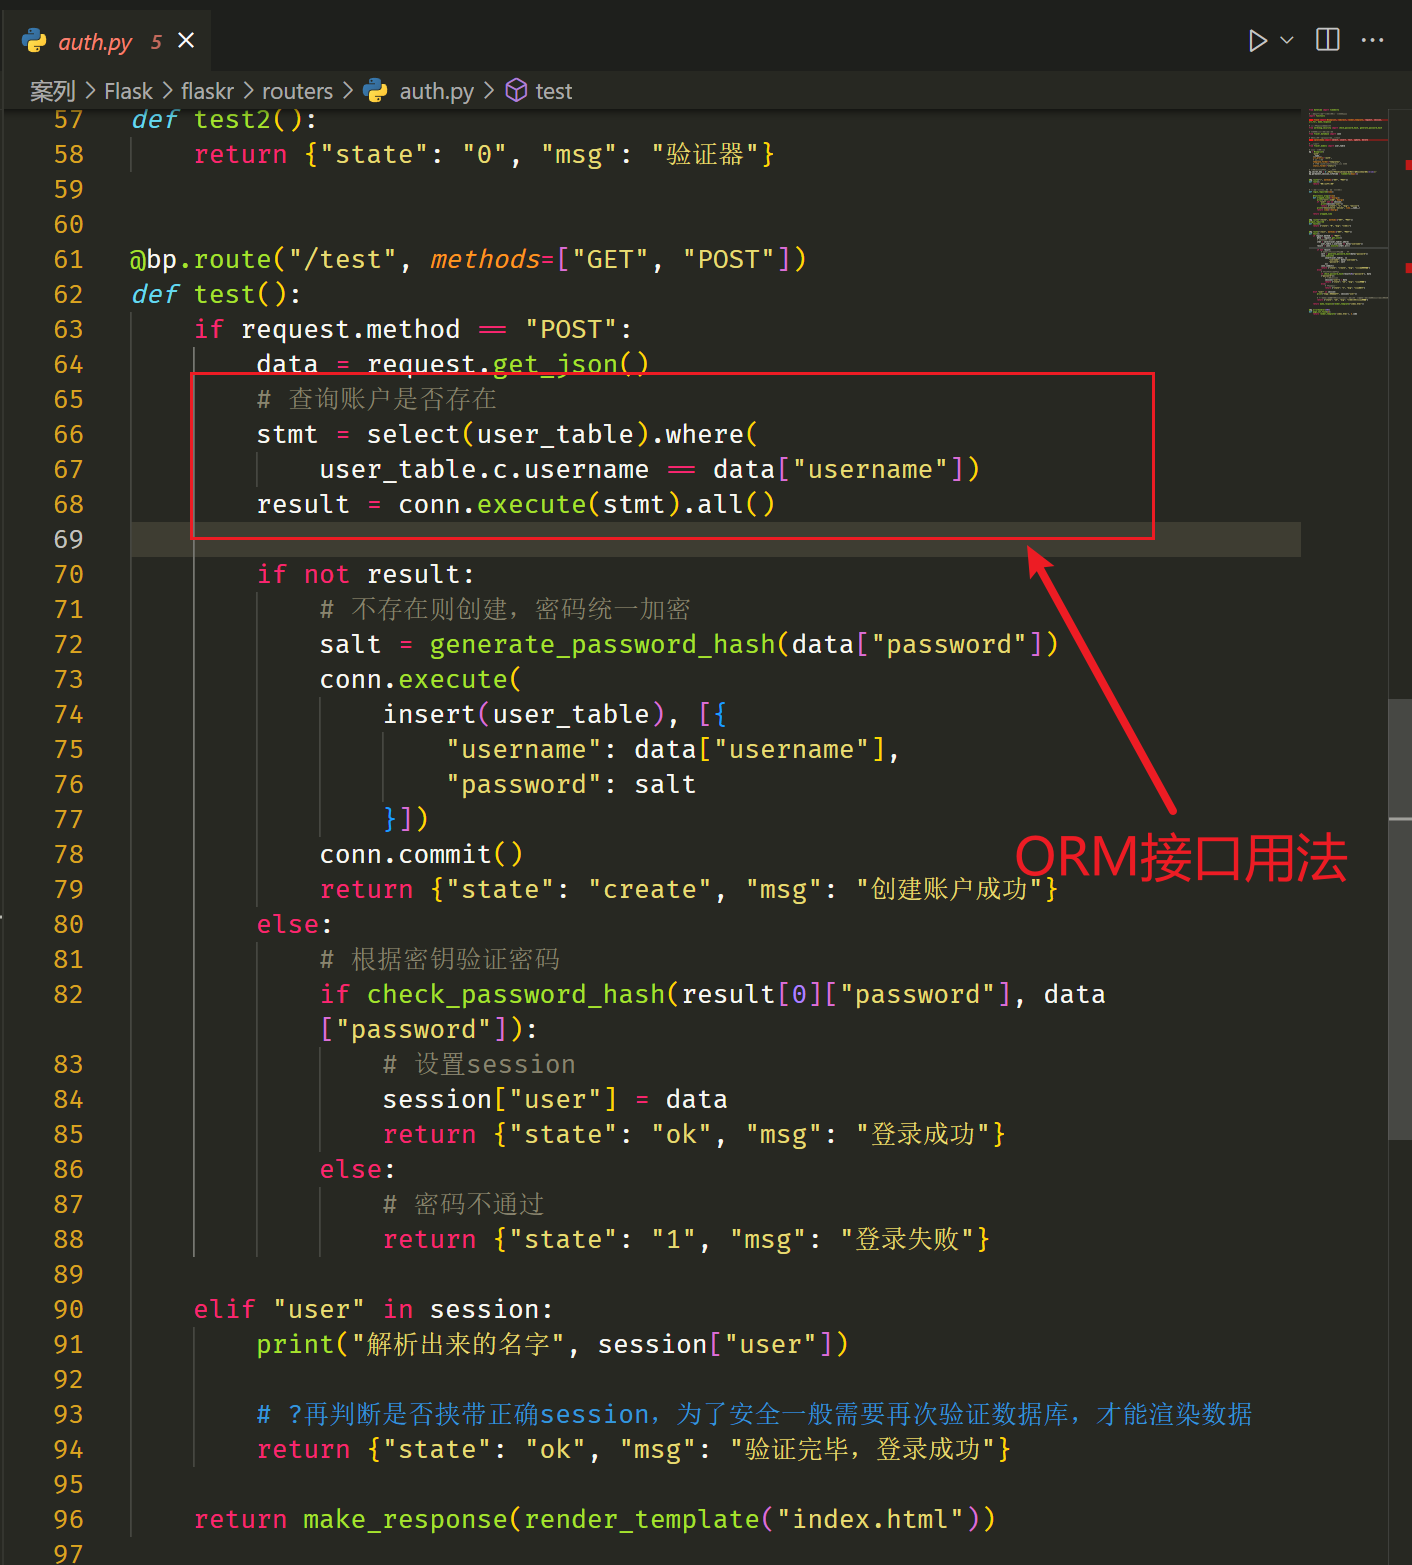 auth.py 5
案列 > Flask > flaskr > routers > auth.py > test
57 def test2():
58 return {"state": "0", "msg": "验证器"}
59
60
61 @bp.route("/test", methods=["GET", "POST"])
62 def test():
63 if request.method == "POST":
64 data = request.get_json()
65 # 查询账户是否存在
66 stmt = select(user_table).where(
67 user_table.c.username == data["username"])
68 result = conn.execute(stmt).all()
69
70 if not result:
71 # 不存在则创建，密码统一加密
72 salt = generate_password_hash(data["password"])
73 conn.execute(
74 insert(user_table), [{
75 "username": data["username"],
76 "password": salt
77 }])
78 conn.commit()
ORM接口用法
79 return {"state": "create", "msg": "创建账户成功"}
80 else:
81 # 根据密钥验证密码
82 if check_password_hash(result[0]["password"], data
["password"]):
83 # 设置session
84 session["user"] = data
85 return {"state": "ok", "msg": "登录成功"}
86 else:
87 # 密码不通过
88 return {"state": "1", "msg": "登录失败"}
89
90 elif "user" in session:
91 print("解析出来的名字", session["user"])
92
93 # ?再判断是否挟带正确session，为了安全一般需要再次验证数据库，才能渲染数据
94 return {"state": "ok", "msg": "验证完毕，登录成功"}
95
96 return make_response(render_template("index.html"))
97